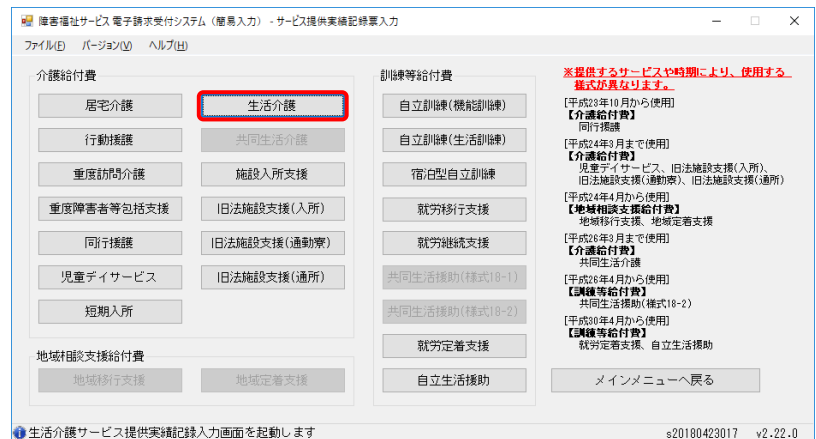 障害福祉サービス 電子請求受付システム（簡易入力） - サービス提供実績記録票入力
ファイル(F) バージョン(V) ヘルプ(H)
介護給付費
居宅介護 生活介護
行動援護 共同生活介護
重度訪問介護 施設入所支援
重度障害者等包括支援 旧法施設支援(入所)
同行援護 旧法施設支援(通勤寮)
児童デイサービス 旧法施設支援(通所)
短期入所
地域相談支援給付費
地域移行支援 地域定着支援
訓練等給付費
自立訓練(機能訓練)
自立訓練(生活訓練)
宿泊型自立訓練
就労移行支援
就労継続支援
共同生活援助(様式18-1)
共同生活援助(様式18-2)
就労定着支援
自立生活援助
※提供するサービスや時期により、使用する
様式が異なります。
[平成23年10月から使用]
【介護給付費】
同行援護
[平成24年3月まで使用]
【介護給付費】
児童デイサービス、旧法施設支援(入所)、
旧法施設支援(通勤寮)、旧法施設支援(通所)
[平成24年4月から使用]
【地域相談支援給付費】
地域移行支援、地域定着支援
[平成26年3月まで使用]
【介護給付費】
共同生活介護
[平成26年4月から使用]
【訓練等給付費】
共同生活援助(様式18-2)
[平成30年4月から使用]
【訓練等給付費】
就労定着支援、自立生活援助
メインメニューへ戻る
生活介護サービス提供実績記録入力画面を起動します s20180423017 v2.22.0